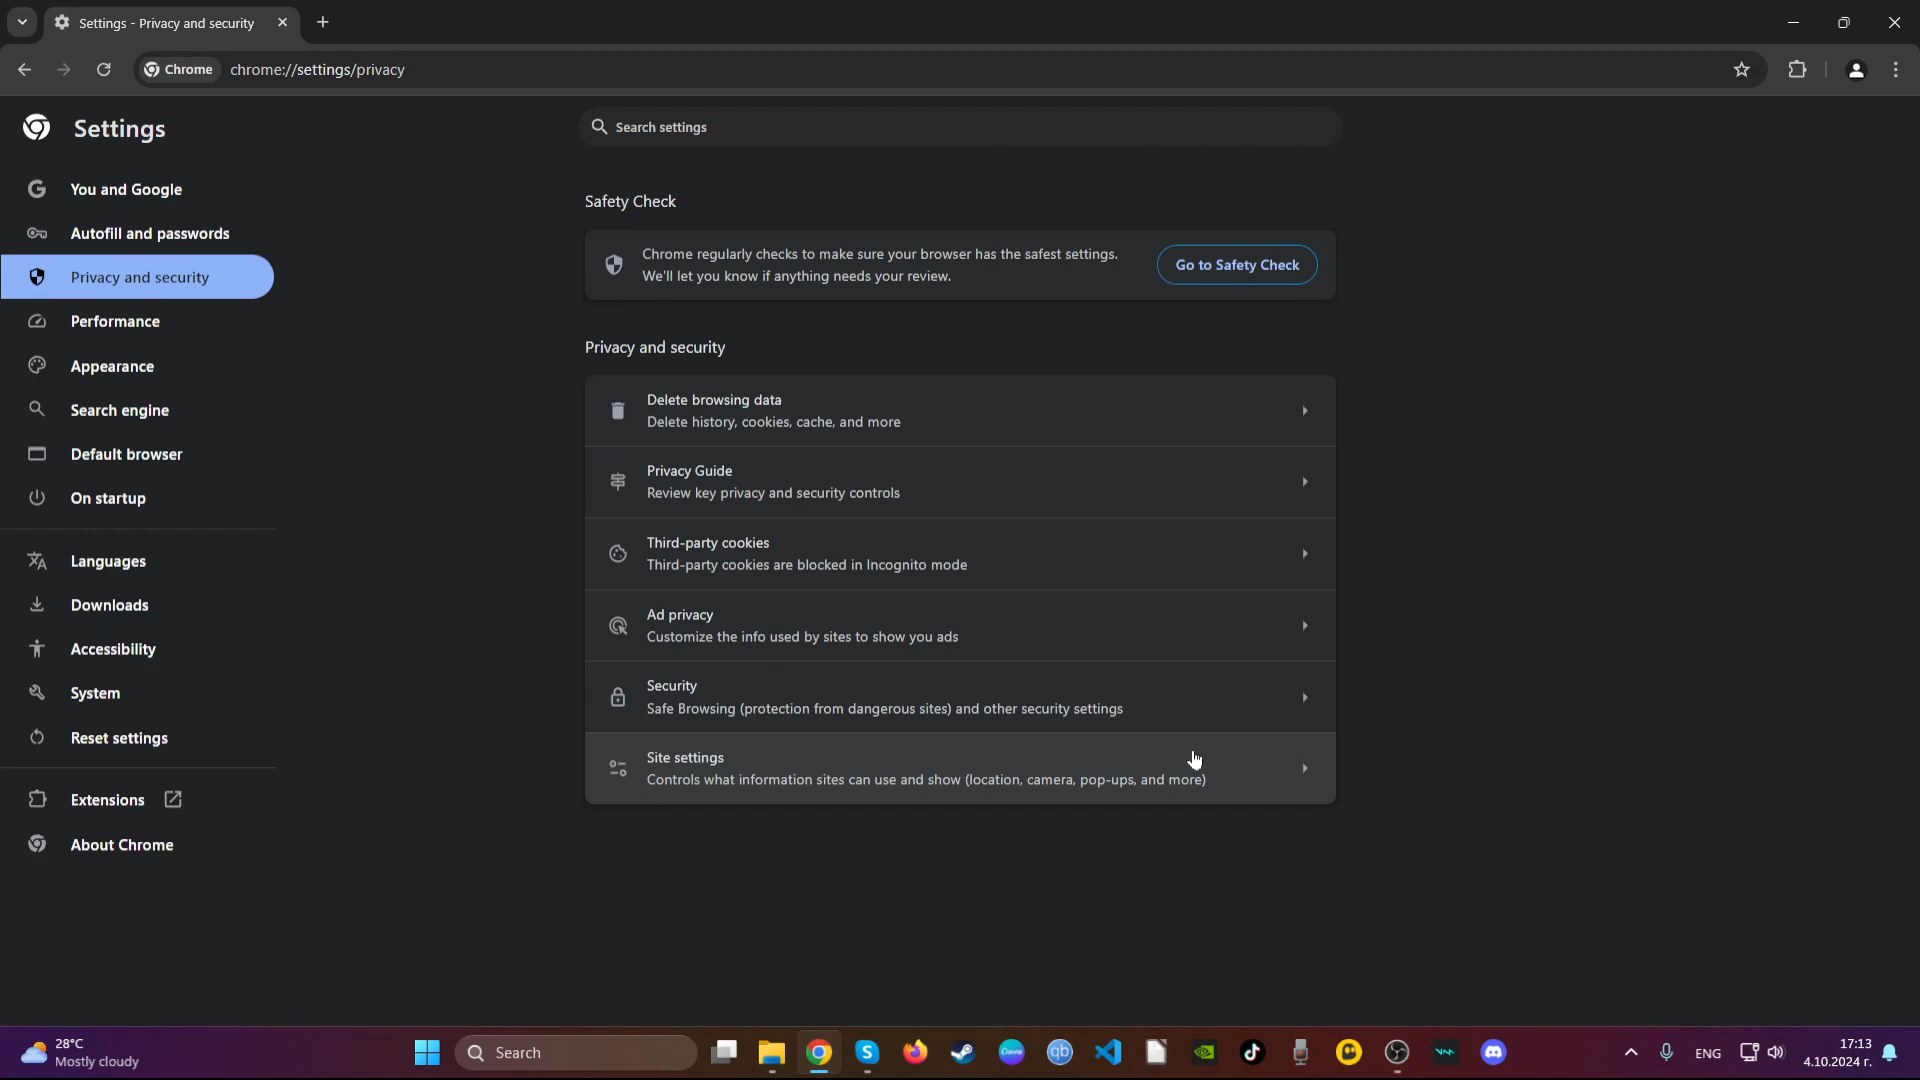 Settings - Privacy and security
Chrome
chrome://settings/privacy
Settings
Search settings
You and Google
Autofill and passwords
Privacy and security
Performance
Appearance
Search engine
Default browser
On startup
Languages
Downloads
Accessibility
System
Reset settings
Extensions
About Chrome
Safety Check
Chrome regularly checks to make sure your browser has the safest settings.
We'll let you know if anything needs your review.
Go to Safety Check
Privacy and security
Delete browsing data
Delete history, cookies, cache, and more
Privacy Guide
Review key privacy and security controls
Third-party cookies
Third-party cookies are blocked in Incognito mode
Ad privacy
Customize the info used by sites to show you ads
Security
Safe Browsing (protection from dangerous sites) and other security settings
Site settings
Controls what information sites can use and show (location, camera, pop-ups, and more)
28°C
Mostly cloudy
Search
Canva
qb
ENG
17:13
4.10.2024 г.